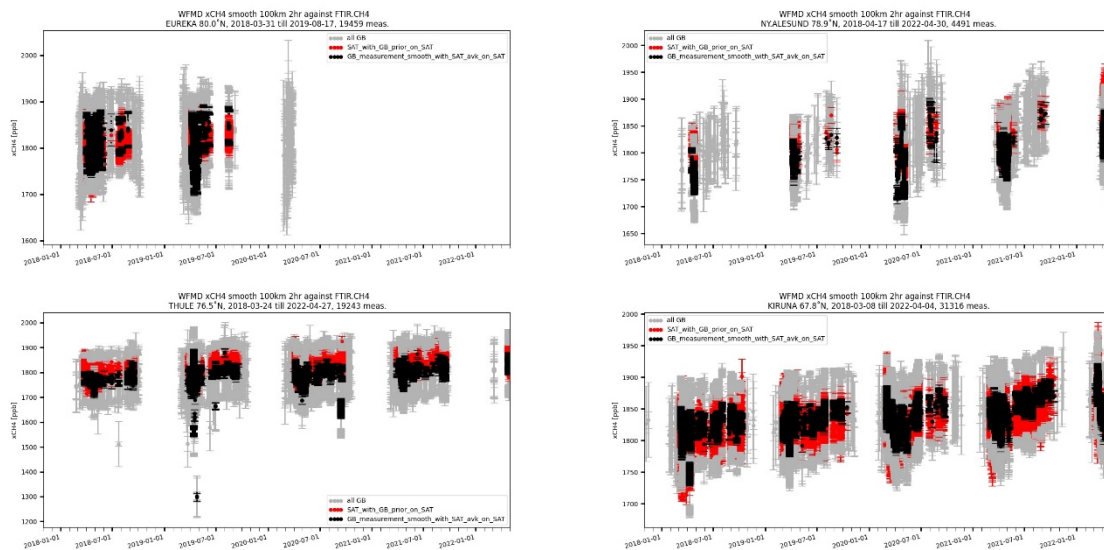 WFMD xCH4 smooth 100km 2hr against FTIR.CH4
EUREKA 80.0°N, 2018-03-31 till 2019-08-17, 19459 meas.
all GB
SAT_with_GB_prior_on_SAT
GB_measurement_smooth_with_SAT_avk_on_SAT
xCH4 [ppb]
2000
1900
1800
1700
1600
2018-01-01 2018-07-01 2019-01-01 2019-07-01 2020-01-01 2020-07-01 2021-01-01 2021-07-01 2022-01-01
WFMD xCH4 smooth 100km 2hr against FTIR.CH4
NY.ALESUND 78.9°N, 2018-04-17 till 2022-04-30, 4491 meas.
all GB
SAT_with_GB_prior_on_SAT
GB_measurement_smooth_with_SAT_avk_on_SAT
xCH4 [ppb]
2000
1950
1900
1850
1800
1750
1700
1650
2018-01-01 2018-07-01 2019-01-01 2019-07-01 2020-01-01 2020-07-01 2021-01-01 2021-07-01 2022-01-01
WFMD xCH4 smooth 100km 2hr against FTIR.CH4
THULE 76.5°N, 2018-03-24 till 2022-04-27, 19243 meas.
xCH4 [ppb]
2000
1900
1800
1700
1600
1500
1400
1300
1200
all GB
SAT_with_GB_prior_on_SAT
GB_measurement_smooth_with_SAT_avk_on_SAT
2018-01-01 2018-07-01 2019-01-01 2019-07-01 2020-01-01 2020-07-01 2021-01-01 2021-07-01 2022-01-01
WFMD xCH4 smooth 100km 2hr against FTIR.CH4
KIRUNA 67.8°N, 2018-03-08 till 2022-04-04, 31316 meas.
all GB
SAT_with_GB_prior_on_SAT
GB_measurement_smooth_with_SAT_avk_on_SAT
xCH4 [ppb]
2000
1950
1900
1850
1800
1750
1700
2018-01-01 2018-07-01 2019-01-01 2019-07-01 2020-01-01 2020-07-01 2021-01-01 2021-07-01 2022-01-01